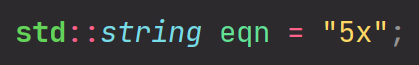 std::string eqn = "5x";